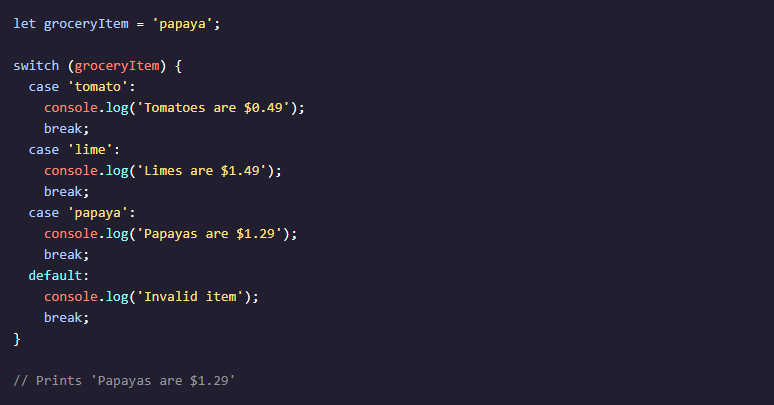 let groceryItem = 'papaya';

switch (groceryItem) {
  case 'tomato':
    console.log('Tomatoes are $0.49');
    break;
  case 'lime':
    console.log('Limes are $1.49');
    break;
  case 'papaya':
    console.log('Papayas are $1.29');
    break;
  default:
    console.log('Invalid item');
    break;
}

// Prints 'Papayas are $1.29'